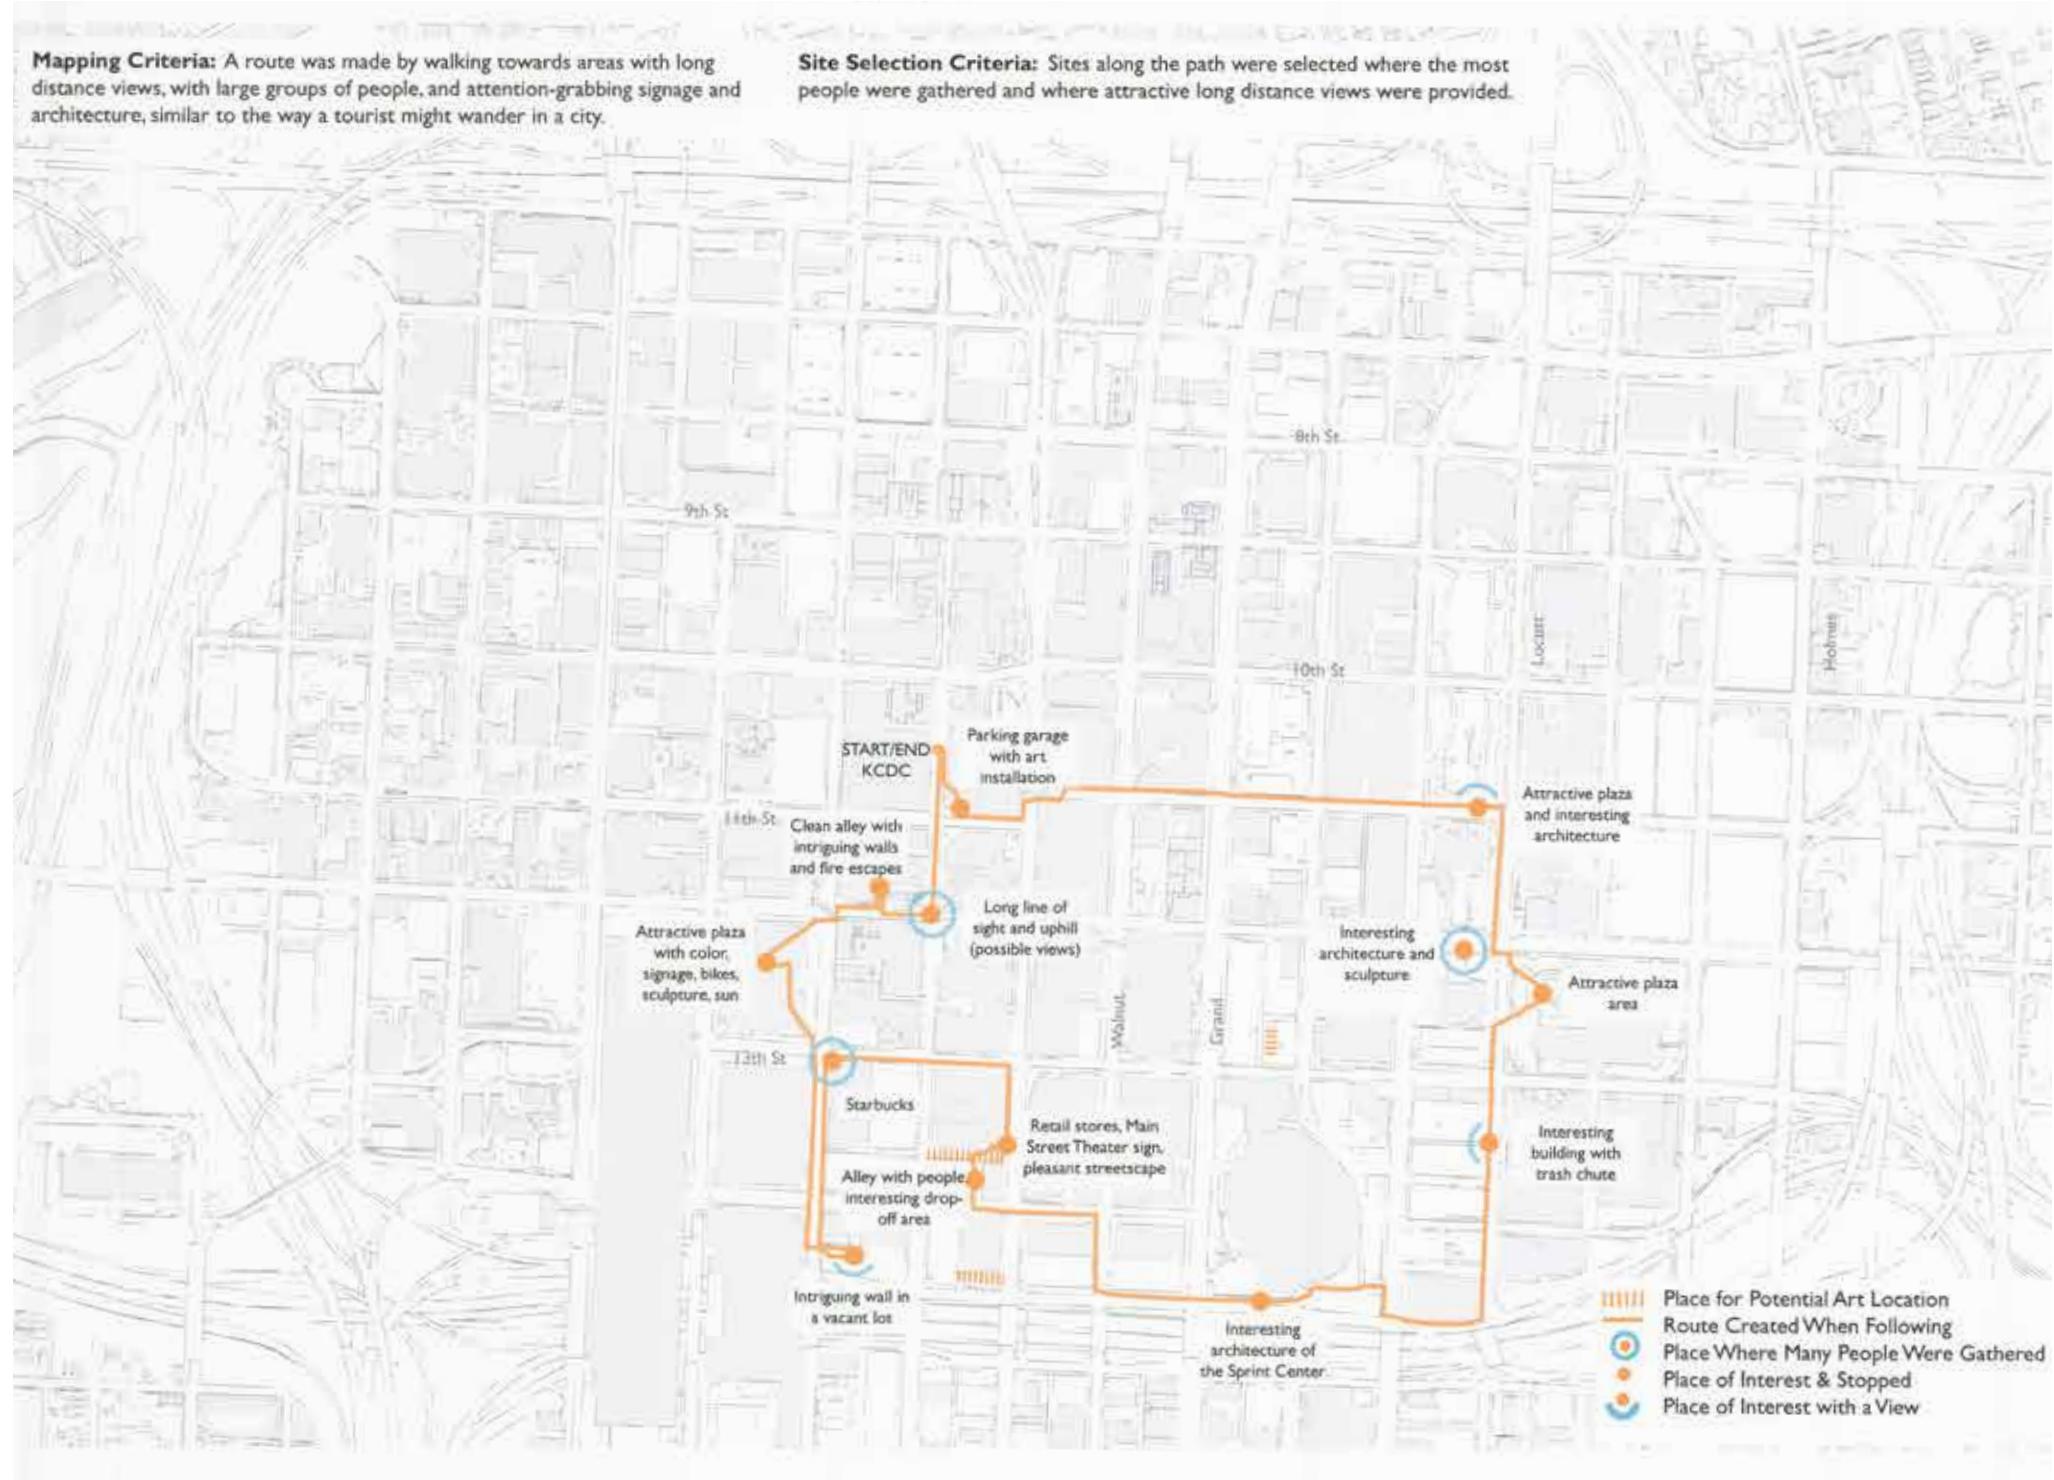 Mapping Criteria: A route was made by walking towards areas with long
distance views, with large groups of people, and attention-grabbing signage and
architecture, similar to the way a tourist might wander in a city.
Site Selection Criteria: Sites along the path were selected where the most
people were gathered and where attractive long distance views were provided.
8th St
9th St
Locust
Holmes
10th St
START/END
KCDC
Parking garage
with art
installation
11th St
Clean alley with
intriguing walls
and fire escapes
Attractive plaza
and interesting
architecture
Long line of
sight and uphill
(possible views)
Attractive plaza
with color,
signage, bikes,
sculpture, sun
Interesting
architecture and
sculpture
Attractive plaza
area
Walnut
Grand
13th St
Starbucks
Retail stores, Main
Street Theater sign,
pleasant streetscape
Alley with people,
interesting drop-
off area
Interesting
building with
trash chute
Intriguing wall in
a vacant lot
Interesting
architecture of
the Sprint Center
Place for Potential Art Location
Route Created When Following
Place Where Many People Were Gathered
Place of Interest & Stopped
Place of Interest with a View